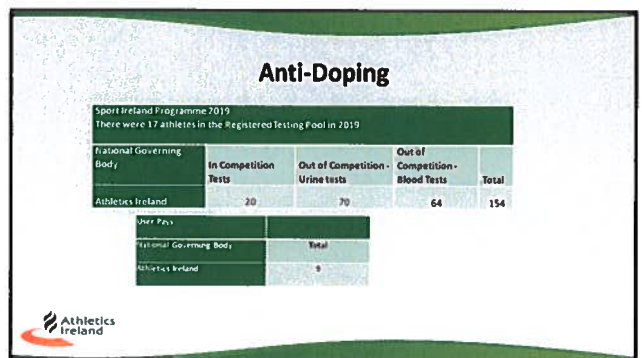 Anti-Doping
Sport Ireland Programme 2019
There were 17 athletes in the Registered Testing Pool in 2019
National Governing Body In Competition Tests Out of Competition - Urine tests Out of Competition - Blood Tests Total
Athletics Ireland 20 70 64 154
User Pays
National Governing Body Total
Athletics Ireland 9
Athletics
Ireland